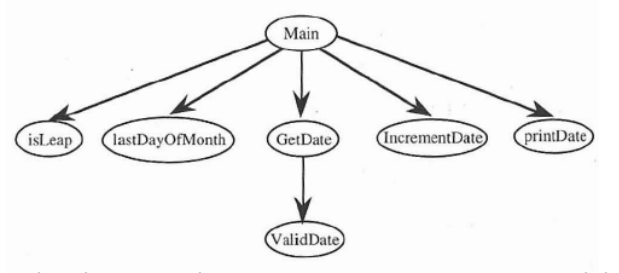 Main
isLeap lastDayOfMonth GetDate IncrementDate printDate
ValidDate